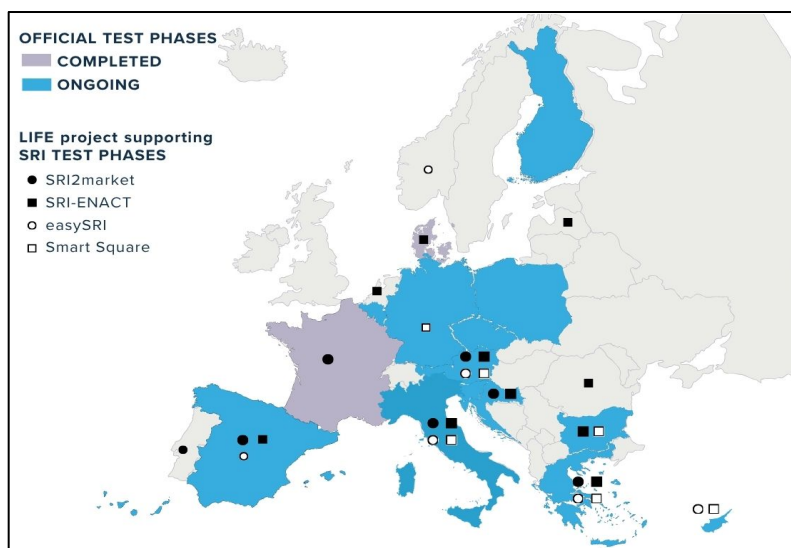 OFFICIAL TEST PHASES
COMPLETED
ONGOING
LIFE project supporting
SRI TEST PHASES
SRI2market
SRI-ENACT
easySRI
Smart Square